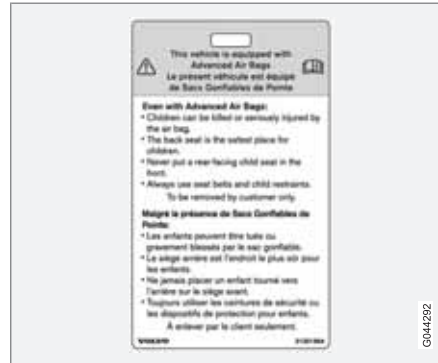 This vehicle is equipped with
Advanced Air Bags
Le présent véhicule est équipé
de Sacs Gonflables de Pointe
Even with Advanced Air Bags:
• Children can be killed or seriously injured by
the air bag.
• The back seat is the safest place for
children.
• Never put a rear-facing child seat in the
front.
• Always use seat belts and child restraints.
To be removed by customer only.
Malgré la présence de Sacs Gonflables de
Pointe:
• Les enfants peuvent être tués ou
gravement blessés par le sac gonflable.
• Le siège arrière est l'endroit le plus sûr pour
les enfants.
• Ne jamais placer un enfant tourné vers
l'arrière sur le siège avant.
• Toujours utiliser les ceintures de sécurité ou
les dispositifs de protection pour enfants.
À enlever par le client seulement.
VOLVO
G044292